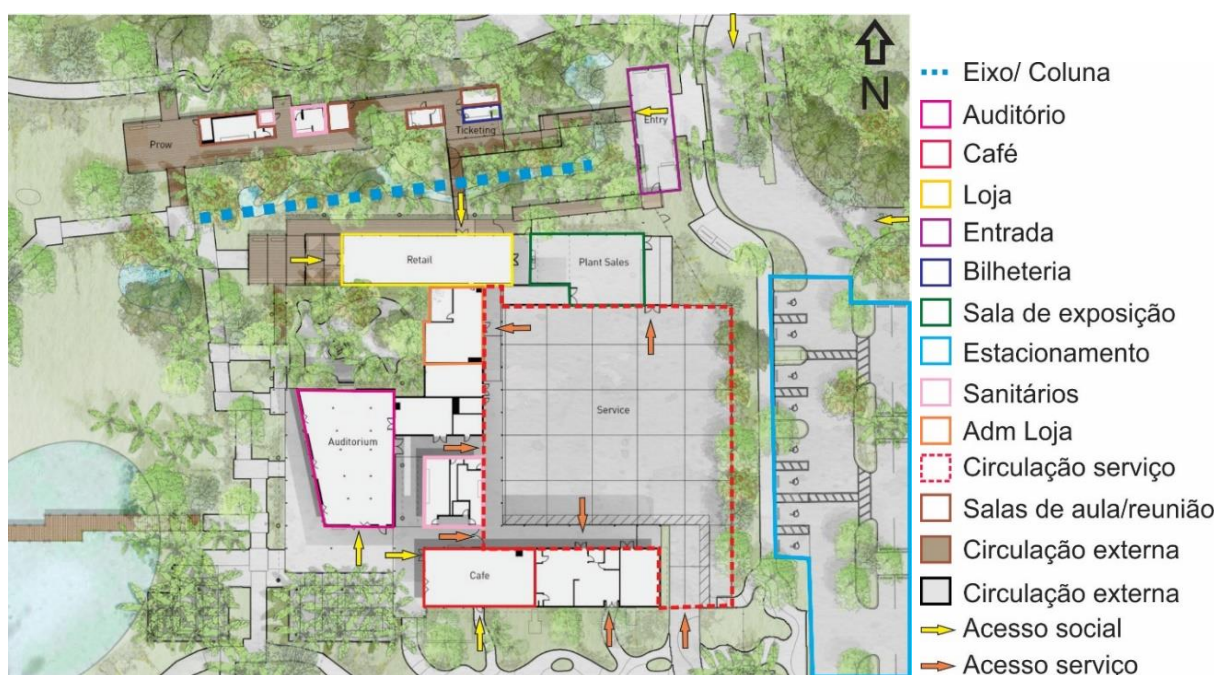 N
Entry
Ticketing
Prow
Retail
Plant Sales
Service
Auditorium
Cafe
Eixo/ Coluna
Auditório
Café
Loja
Entrada
Bilheteria
Sala de exposição
Estacionamento
Sanitários
Adm Loja
Circulação serviço
Salas de aula/reunião
Circulação externa
Circulação externa
Acesso social
Acesso serviço